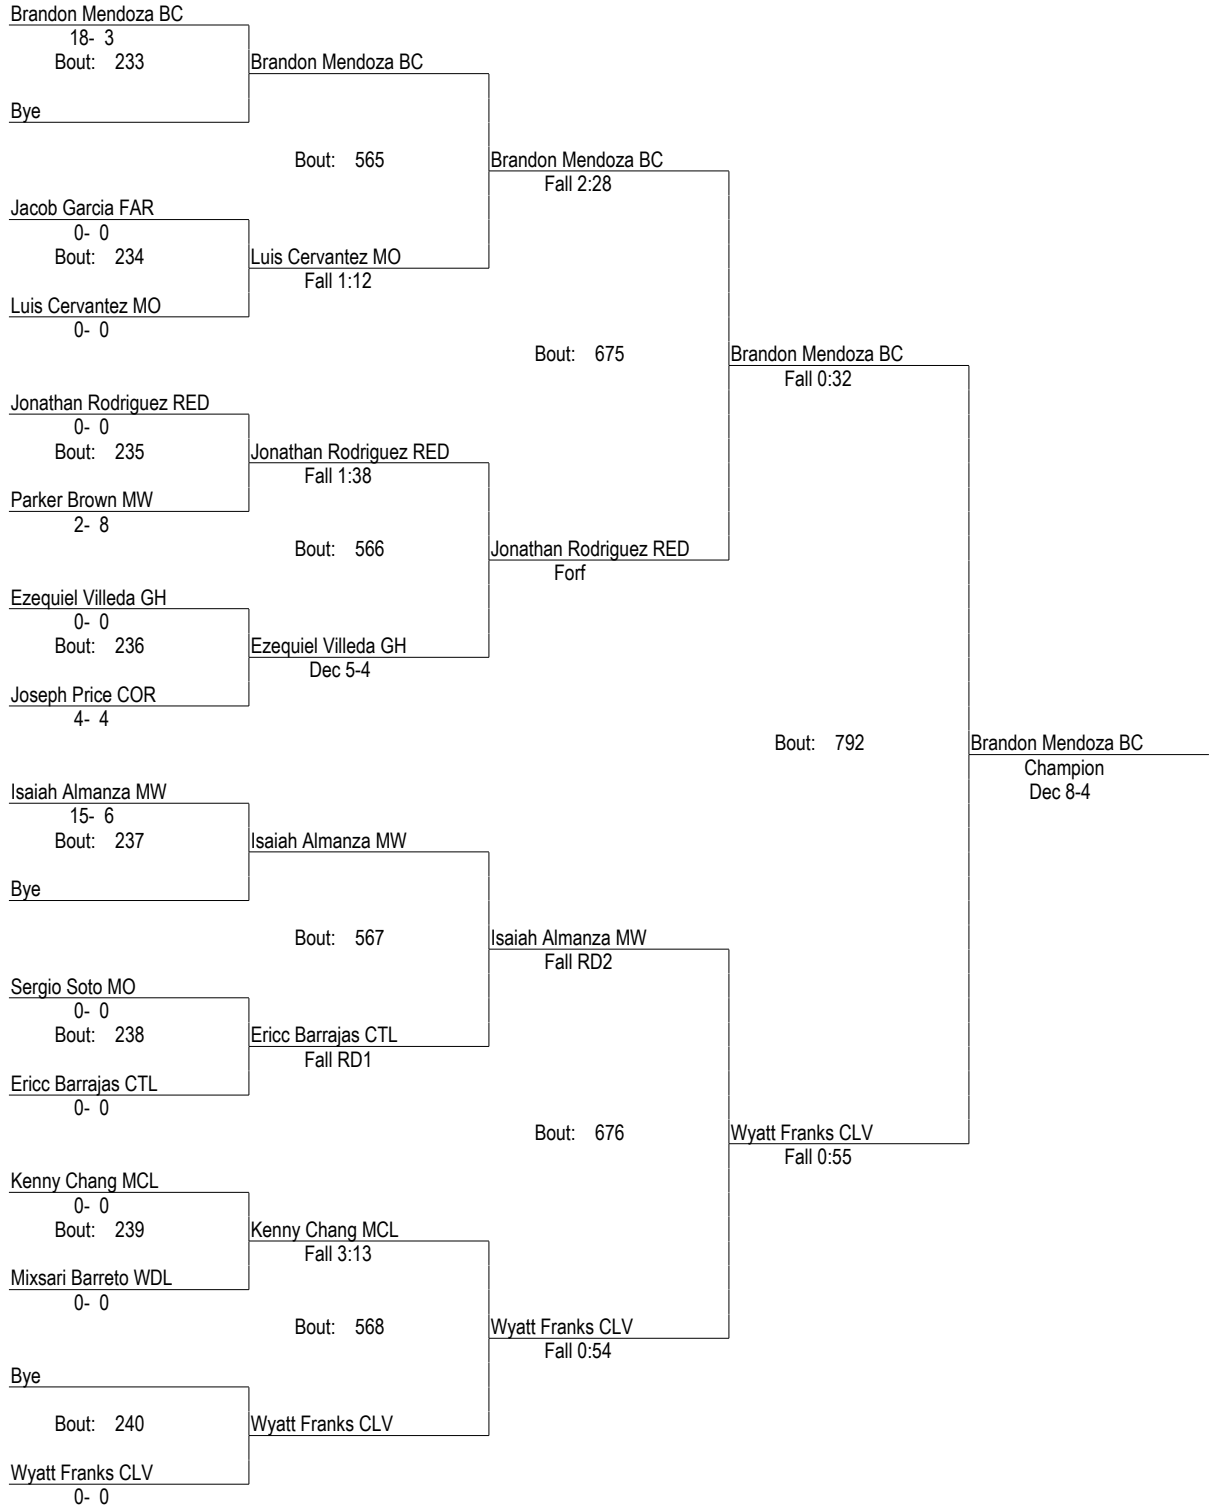 Brandon Mendoza BC
18- 3
Bout: 233
Brandon Mendoza BC
Bye
Bout: 565
Brandon Mendoza BC
Fall 2:28
Jacob Garcia FAR
0- 0
Bout: 234
Luis Cervantez MO
Fall 1:12
Luis Cervantez MO
0- 0
Bout: 675
Brandon Mendoza BC
Fall 0:32
Jonathan Rodriguez RED
0- 0
Bout: 235
Jonathan Rodriguez RED
Fall 1:38
Parker Brown MW
2- 8
Bout: 566
Jonathan Rodriguez RED
Forf
Ezequiel Villeda GH
0- 0
Bout: 236
Ezequiel Villeda GH
Dec 5-4
Joseph Price COR
4- 4
Bout: 792
Brandon Mendoza BC
Champion
Dec 8-4
Isaiah Almanza MW
15- 6
Bout: 237
Isaiah Almanza MW
Bye
Bout: 567
Isaiah Almanza MW
Fall RD2
Sergio Soto MO
0- 0
Bout: 238
Ericc Barrajas CTL
Fall RD1
Ericc Barrajas CTL
0- 0
Bout: 676
Wyatt Franks CLV
Fall 0:55
Kenny Chang MCL
0- 0
Bout: 239
Kenny Chang MCL
Fall 3:13
Mixsari Barreto WDL
0- 0
Bout: 568
Wyatt Franks CLV
Fall 0:54
Bye
Bout: 240
Wyatt Franks CLV
Wyatt Franks CLV
0- 0